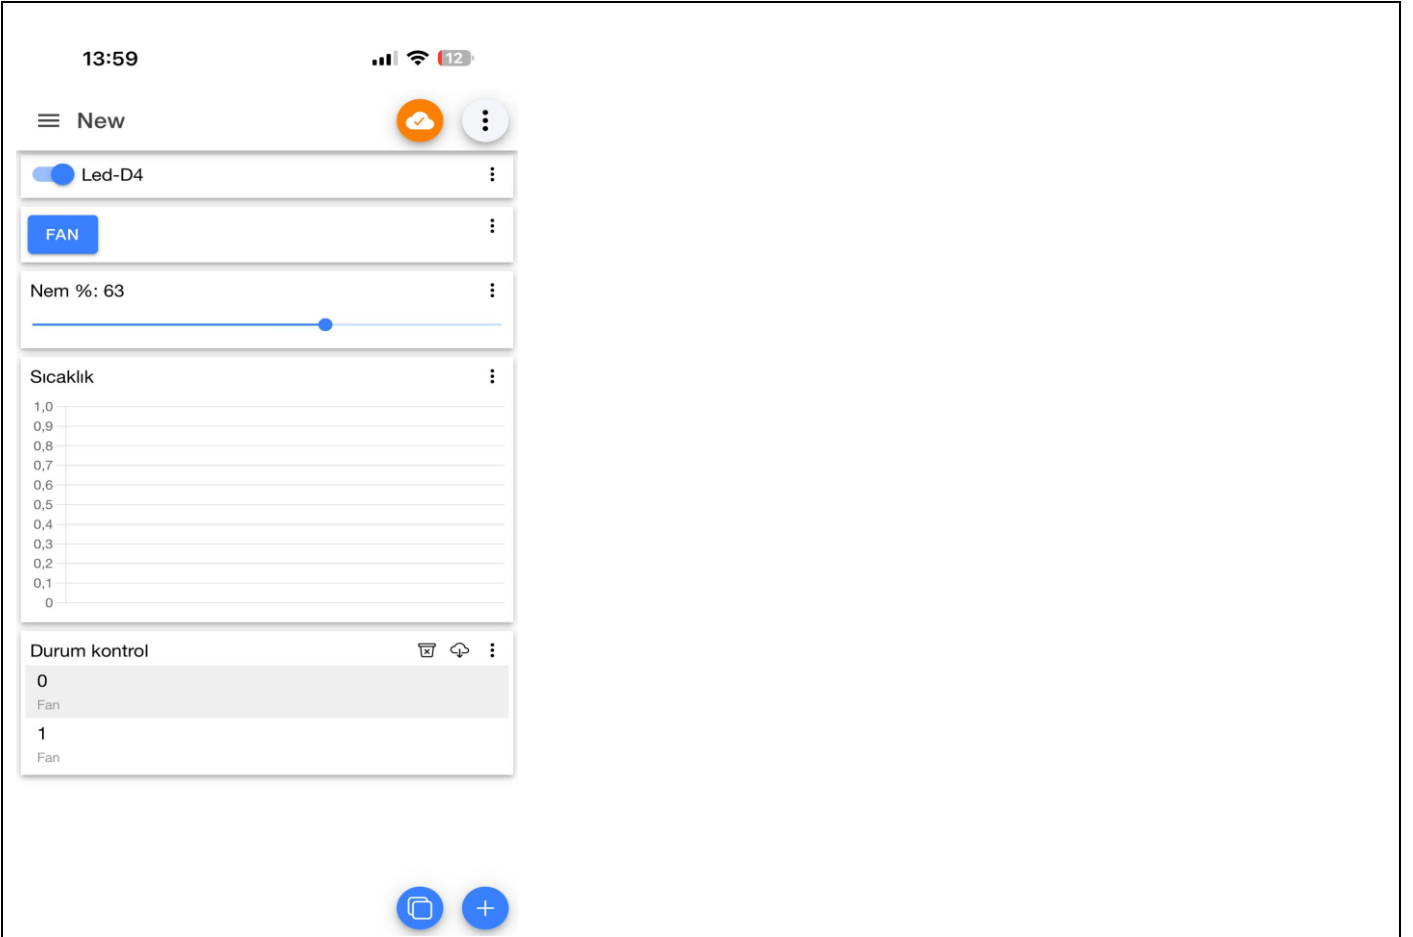 13:59
12
New
Led-D4
FAN
Nem %: 63
Sıcaklık
1,0
0,9
0,8
0,7
0,6
0,5
0,4
0,3
0,2
0,1
0
Durum kontrol
0
Fan
1
Fan